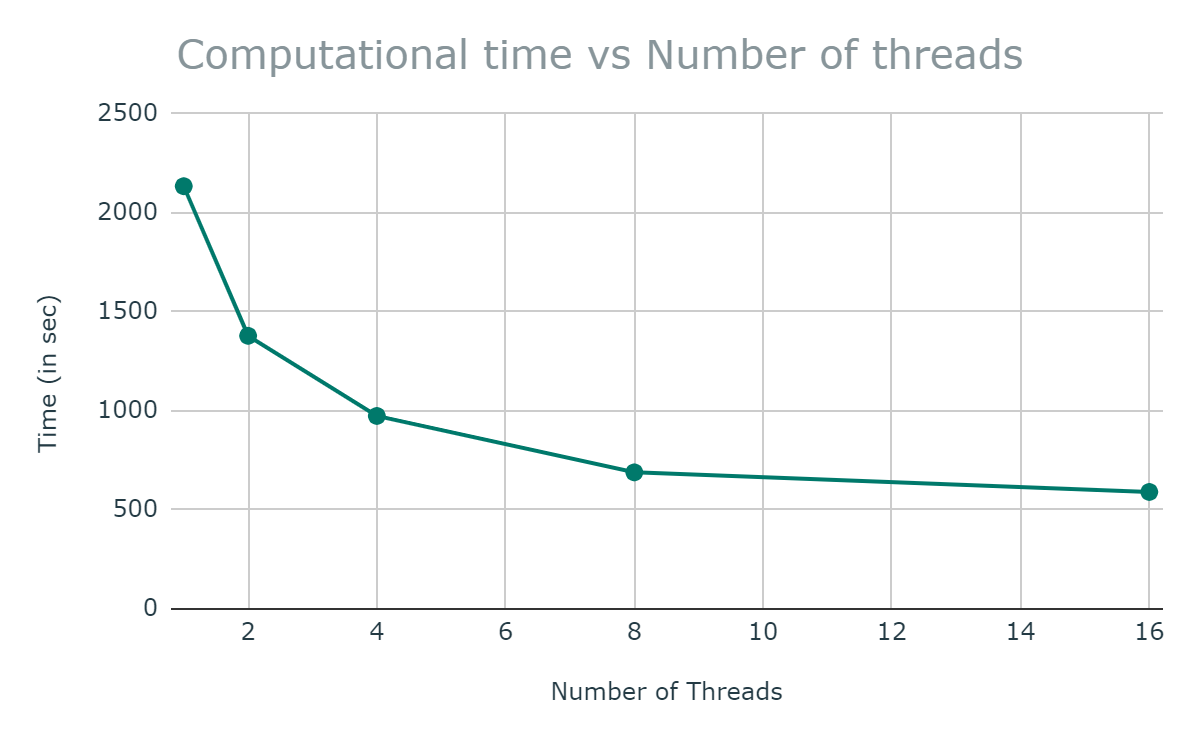 Computational time vs Number of threads
2500
2000
1500
1000
500
0
Time (in sec)
2 4 6 8 10 12 14 16
Number of Threads